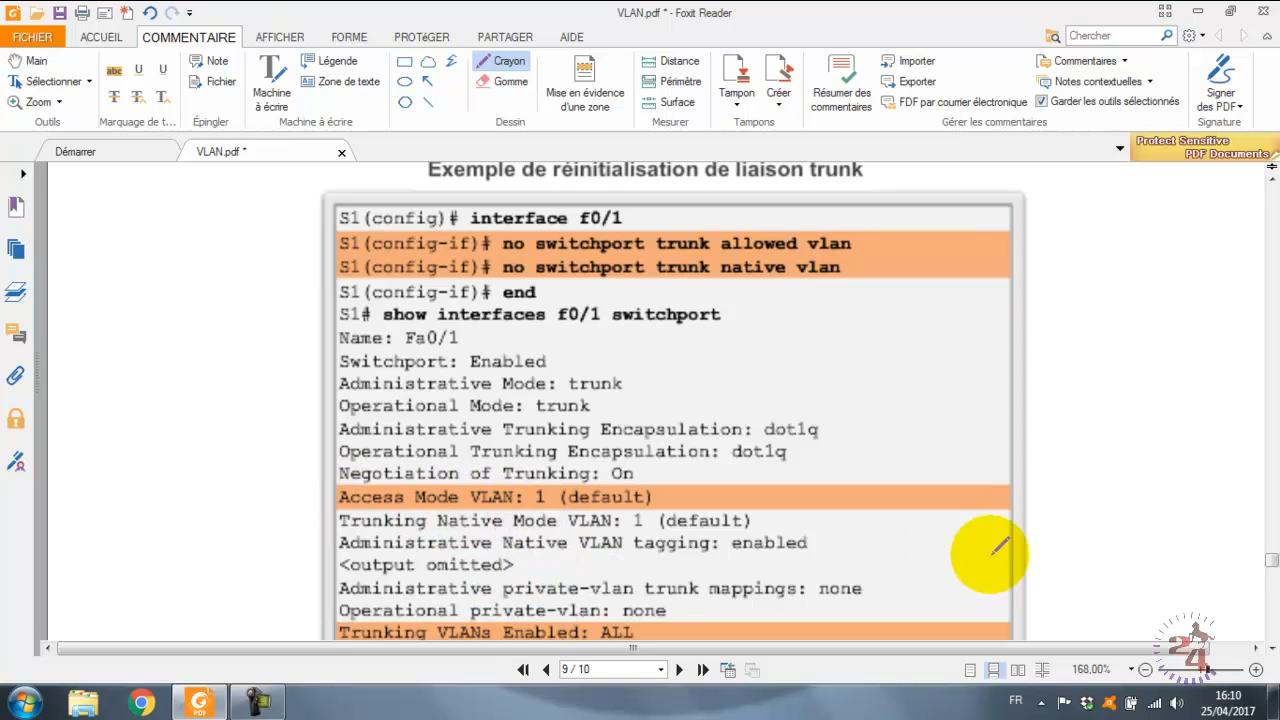 VLAN.pdf * - Foxit Reader
FICHIER ACCUEIL COMMENTAIRE AFFICHER FORME PROTéGER PARTAGER AIDE Chercher
Main
Sélectionner
Zoom
Outils
abc U U
T T T
Marquage de t...
Note
Fichier
Épingler
Machine
à écrire
Légende
Zone de texte
Machine à écrire
Crayon
Gomme
Dessin
Mise en évidence
d'une zone
Distance
Périmètre
Surface
Mesurer
Tampon
Créer
Tampons
Résumer des
commentaires
Importer
Exporter
FDF par courrier électronique
Commentaires
Notes contextuelles
Garder les outils sélectionnés
Gérer les commentaires
Signer
des PDF
Signature
Démarrer
VLAN.pdf *
Protect Sensitive
PDF Documents
Exemple de réinitialisation de liaison trunk
S1(config)# interface f0/1
S1(config-if)# no switchport trunk allowed vlan
S1(config-if)# no switchport trunk native vlan
S1(config-if)# end
S1# show interfaces f0/1 switchport
Name: Fa0/1
Switchport: Enabled
Administrative Mode: trunk
Operational Mode: trunk
Administrative Trunking Encapsulation: dot1q
Operational Trunking Encapsulation: dot1q
Negotiation of Trunking: On
Access Mode VLAN: 1 (default)
Trunking Native Mode VLAN: 1 (default)
Administrative Native VLAN tagging: enabled
<output omitted>
Administrative private-vlan trunk mappings: none
Operational private-vlan: none
Trunking VLANs Enabled: ALL
24
9 / 10
168,00%
PDF
FR
16:10
25/04/2017